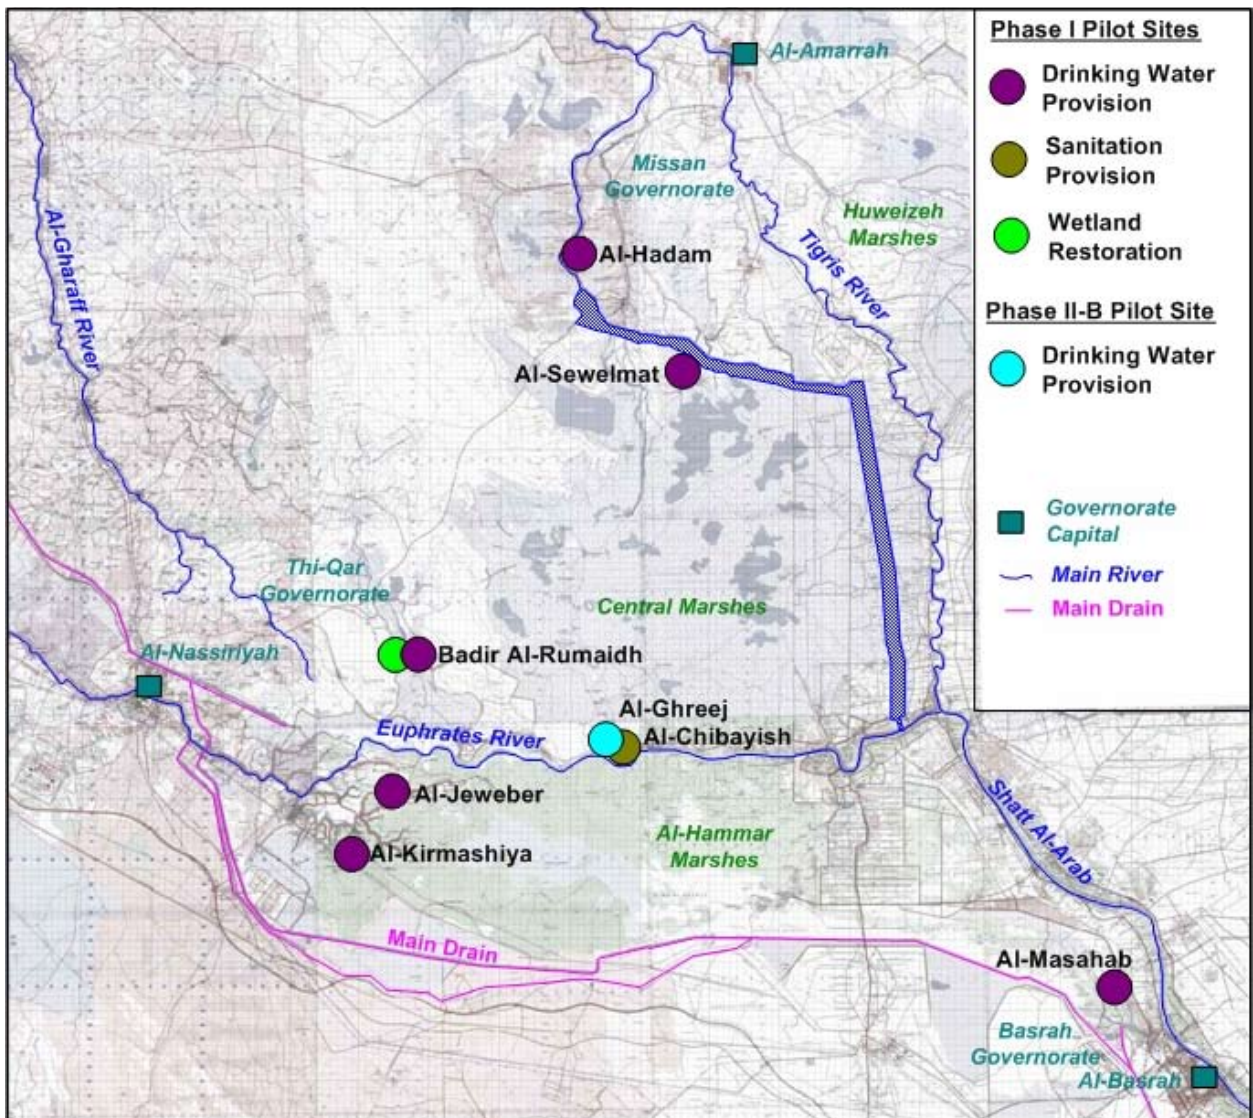 Phase I Pilot Sites
Drinking Water
Provision
Sanitation
Provision
Wetland
Restoration
Phase II-B Pilot Site
Drinking Water
Provision
Governorate
Capital
Main River
Main Drain
Al-Amarrah
Missan
Governorate
Huweizeh
Marshes
Al-Gharaff River
Al-Hadam
Tigris River
Al-Sewelmat
Thi-Qar
Governorate
Central Marshes
Al-Nassiriyah
Badir Al-Rumaidh
Al-Ghreej
Al-Chibayish
Euphrates River
Al-Jeweber
Al-Kirmashiya
Al-Hammar
Marshes
Shatt Al-Arab
Main Drain
Al-Masahab
Basrah
Governorate
Al-Basrah